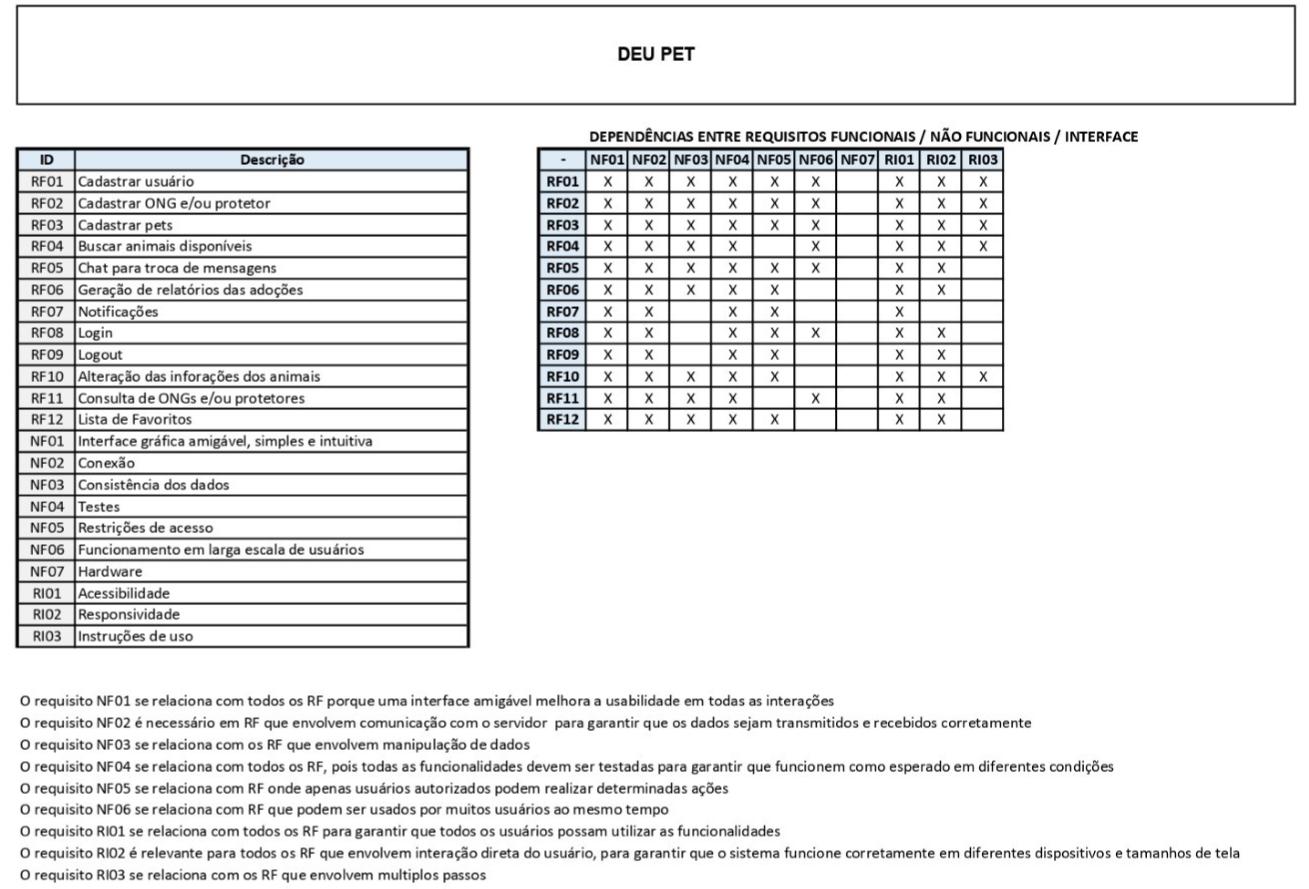 DEU PET
DEPENDÊNCIAS ENTRE REQUISITOS FUNCIONAIS / NÃO FUNCIONAIS / INTERFACE
ID Descrição
RF01 Cadastrar usuário
RF02 Cadastrar ONG e/ou protetor
RF03 Cadastrar pets
RF04 Buscar animais disponíveis
RF05 Chat para troca de mensagens
RF06 Geração de relatórios das adoções
RF07 Notificações
RF08 Login
RF09 Logout
RF10 Alteração das inforações dos animais
RF11 Consulta de ONGs e/ou protetores
RF12 Lista de Favoritos
NF01 Interface gráfica amigável, simples e intuitiva
NF02 Conexão
NF03 Consistência dos dados
NF04 Testes
NF05 Restrições de acesso
NF06 Funcionamento em larga escala de usuários
NF07 Hardware
RI01 Acessibilidade
RI02 Responsividade
RI03 Instruções de uso
- NF01 NF02 NF03 NF04 NF05 NF06 NF07 RI01 RI02 RI03
RF01 X X X X X X X X X
RF02 X X X X X X X X X
RF03 X X X X X X X X X
RF04 X X X X X X X X
RF05 X X X X X X X X
RF06 X X X X X X X
RF07 X X X X X
RF08 X X X X X X X
RF09 X X X X X X
RF10 X X X X X X X X
RF11 X X X X X X X
RF12 X X X X X X X
O requisito NF01 se relaciona com todos os RF porque uma interface amigável melhora a usabilidade em todas as interações
O requisito NF02 é necessário em RF que envolvem comunicação com o servidor para garantir que os dados sejam transmitidos e recebidos corretamente
O requisito NF03 se relaciona com os RF que envolvem manipulação de dados
O requisito NF04 se relaciona com todos os RF, pois todas as funcionalidades devem ser testadas para garantir que funcionem como esperado em diferentes condições
O requisito NF05 se relaciona com RF onde apenas usuários autorizados podem realizar determinadas ações
O requisito NF06 se relaciona com RF que podem ser usados por muitos usuários ao mesmo tempo
O requisito RI01 se relaciona com todos os RF para garantir que todos os usuários possam utilizar as funcionalidades
O requisito RI02 é relevante para todos os RF que envolvem interação direta do usuário, para garantir que o sistema funcione corretamente em diferentes dispositivos e tamanhos de tela
O requisito RI03 se relaciona com os RF que envolvem multiplos passos